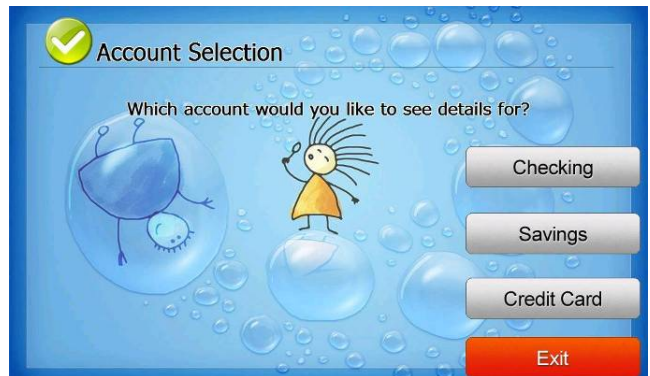 Account Selection
Which account would you like to see details for?
Checking
Savings
Credit Card
Exit